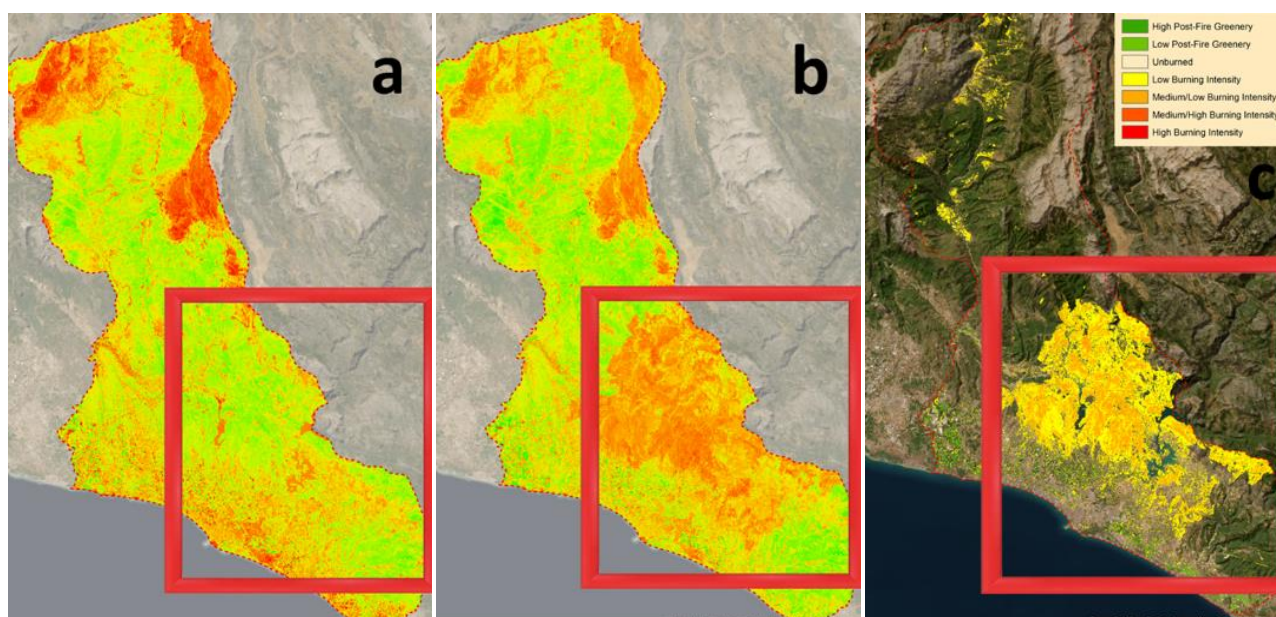 a
b
High Post-Fire Greenery
Low Post-Fire Greenery
Unburned
Low Burning Intensity
Medium/Low Burning Intensity
Medium/High Burning Intensity
High Burning Intensity
c